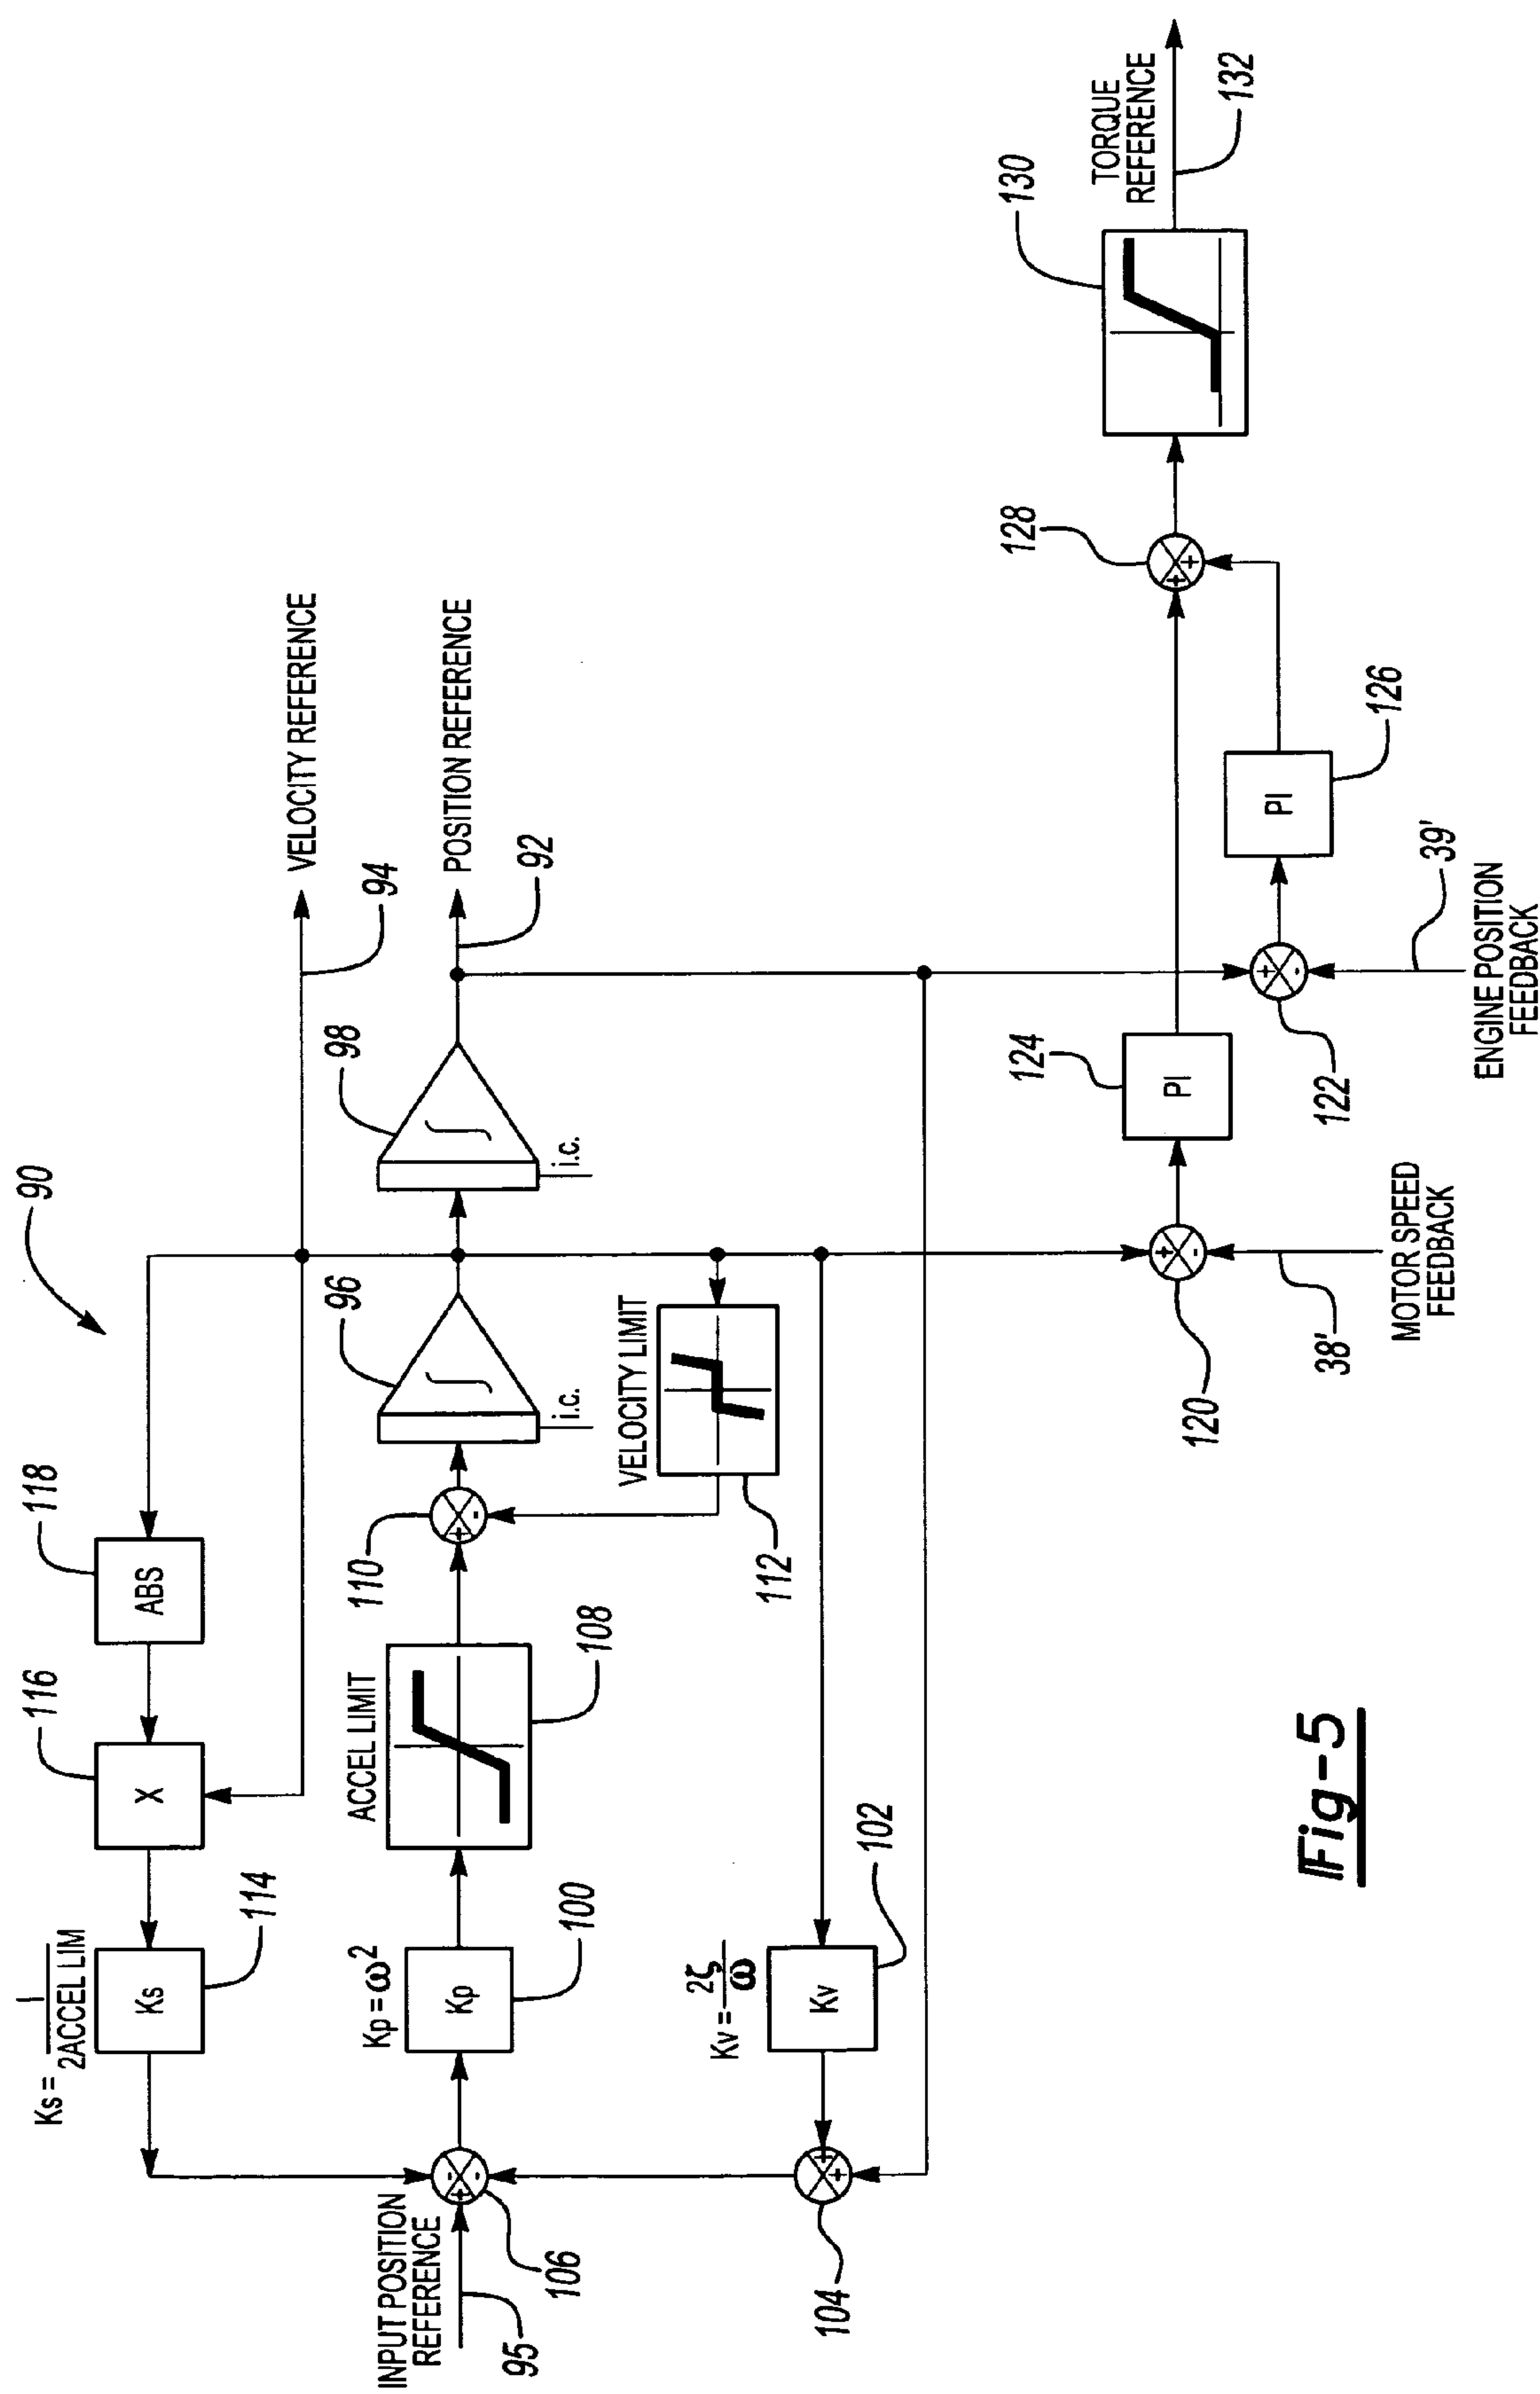 90
Ks = 1
2ACCEL LIM
Ks
114
X
116
ABS
118
VELOCITY REFERENCE
94
INPUT POSITION
REFERENCE
95
106
+
-
-
Kp = ω2
Kp
100
ACCEL LIMIT
108
110
+
-
96
i.c.
98
i.c.
POSITION REFERENCE
92
VELOCITY LIMIT
112
Kv = 2ζ
ω
Kv
102
104
+
+
120
+
-
38'
MOTOR SPEED
FEEDBACK
PI
124
122
+
-
39'
ENGINE POSITION
FEEDBACK
PI
126
128
+
+
130
TORQUE
REFERENCE
132
Fig-5